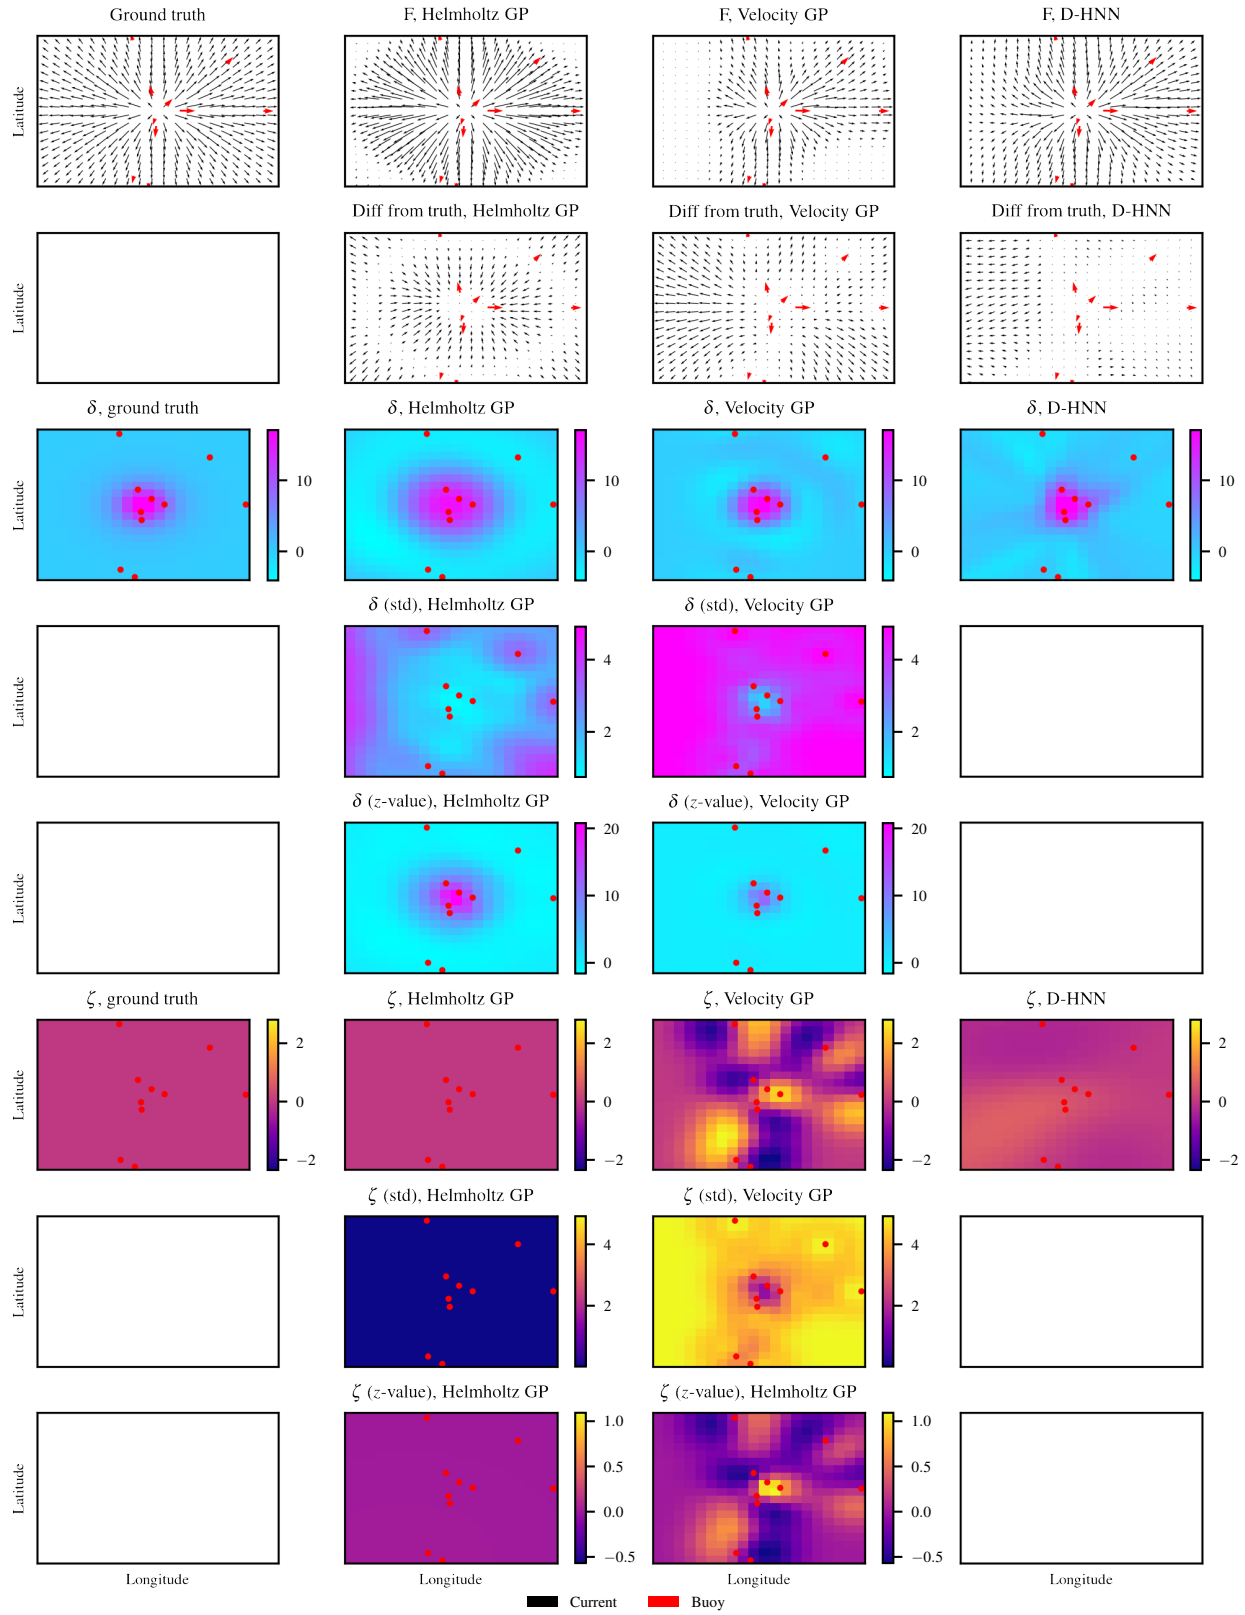 Ground truth
F, Helmholtz GP
F, Velocity GP
F, D-HNN
Latitude
Diff from truth, Helmholtz GP
Diff from truth, Velocity GP
Diff from truth, D-HNN
Latitude
δ, ground truth
δ, Helmholtz GP
δ, Velocity GP
δ, D-HNN
Latitude
10
0
10
0
10
0
10
0
δ (std), Helmholtz GP
δ (std), Velocity GP
Latitude
4
2
4
2
δ (z-value), Helmholtz GP
δ (z-value), Velocity GP
Latitude
20
10
0
20
10
0
ζ, ground truth
ζ, Helmholtz GP
ζ, Velocity GP
ζ, D-HNN
Latitude
2
0
−2
2
0
−2
2
0
−2
2
0
−2
ζ (std), Helmholtz GP
ζ (std), Velocity GP
Latitude
4
2
4
2
ζ (z-value), Helmholtz GP
ζ (z-value), Helmholtz GP
Latitude
1.0
0.5
0.0
−0.5
1.0
0.5
0.0
−0.5
Longitude
Longitude
Longitude
Longitude
Current
Buoy